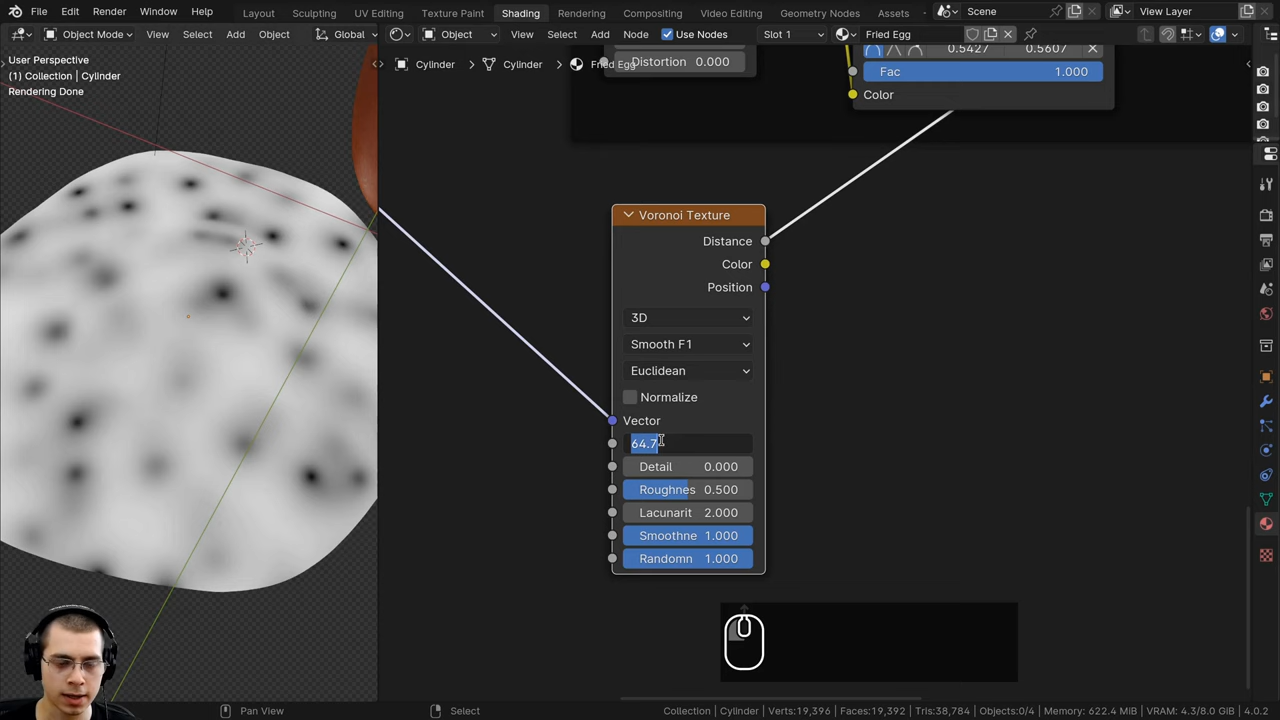 File Edit Render Window Help Layout Sculpting UV Editing Texture Paint Shading Rendering Compositing Video Editing Geometry Nodes Assets Scene View Layer
Object Mode View Select Add Object Global Object View Select Add Node Use Nodes Slot 1 Fried Egg
User Perspective
(1) Collection | Cylinder
Rendering Done
Cylinder Cylinder Fried Egg
Distortion 0.000
0.5427 0.5607
Fac 1.000
Color
Voronoi Texture
Distance
Color
Position
3D
Smooth F1
Euclidean
Normalize
Vector
64.7
Detail 0.000
Roughnes 0.500
Lacunarit 2.000
Smoothne 1.000
Randomn 1.000
Pan View Select Collection | Cylinder Verts:19,396 Faces:19,392 Tris:38,784 Objects:0/4 Memory: 622.4 MiB VRAM: 4.3/8.0 GiB 4.0.2